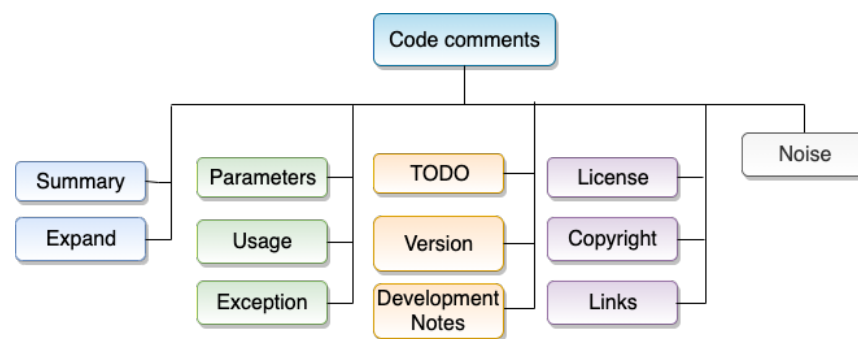 Code comments
Summary
Expand
Parameters
Usage
Exception
TODO
Version
Development
Notes
License
Copyright
Links
Noise